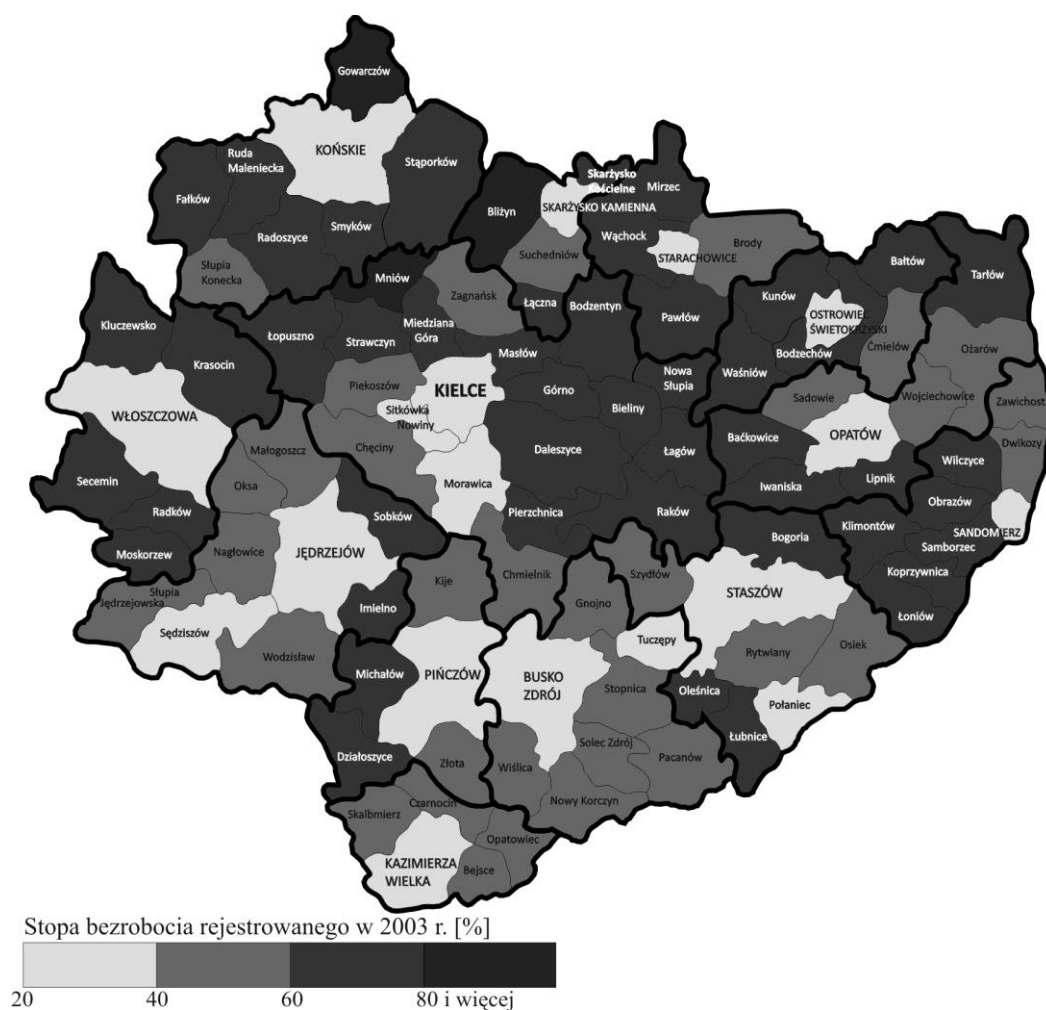 Gowarczów
KOŃSKIE
Ruda
Maleniecka
Stąporków
Fałków
Radoszyce
Smyków
Słupia
Konecka
Bliżyn
Skarżysko
Kościelne
Mirzec
SKARŻYSKO KAMIENNA
Wąchock
Suchedniów
STARACHOWICE
Brody
Bałtów
Tarłów
Mniów
Zagnańsk
Łączna
Bodzentyn
Pawłów
Kunów
OSTROWIEC
ŚWIETOKRZYSKI
Ćmielów
Ożarów
Kluczewsko
Krasocin
Łopuszno
Strawczyn
Miedziana
Góra
Masłów
Bodzechów
Waśniów
Nowa
Słupia
Piekoszów
KIELCE
Górno
Bieliny
Sadowie
Wojciechowice
Zawichost
WŁOSZCZOWA
Sitkówka
Nowiny
Chęciny
Daleszyce
Łagów
Baćkowice
OPATÓW
Dwikozy
Małogoszcz
Oksa
Morawica
Iwaniska
Lipnik
Wilczyce
Secemin
Radków
Sobków
Pierzchnica
Raków
Obrazów
Klimontów
SANDOMIERZ
Moskorzew
Nagłowice
JĘDRZEJÓW
Bogoria
Samborzec
Koprzywnica
Kije
Chmielnik
Szydłów
Słupia
Jędrzejowska
Imielno
Gnojno
STASZÓW
Łoniów
Sędziszów
Wodzisław
Tuczępy
Rytwiany
Osiek
Michałów
PIŃCZÓW
BUSKO
ZDRÓJ
Stopnica
Oleśnica
Połaniec
Działoszyce
Złota
Wiślica
Solec Zdrój
Pacanów
Łubnice
Nowy Korczyn
Skalbmierz
Czarnocin
Opatowiec
KAZIMIERZA
WIELKA
Bejsce
Stopa bezrobocia rejestrowanego w 2003 r. [%]
20 40 60 80 i więcej